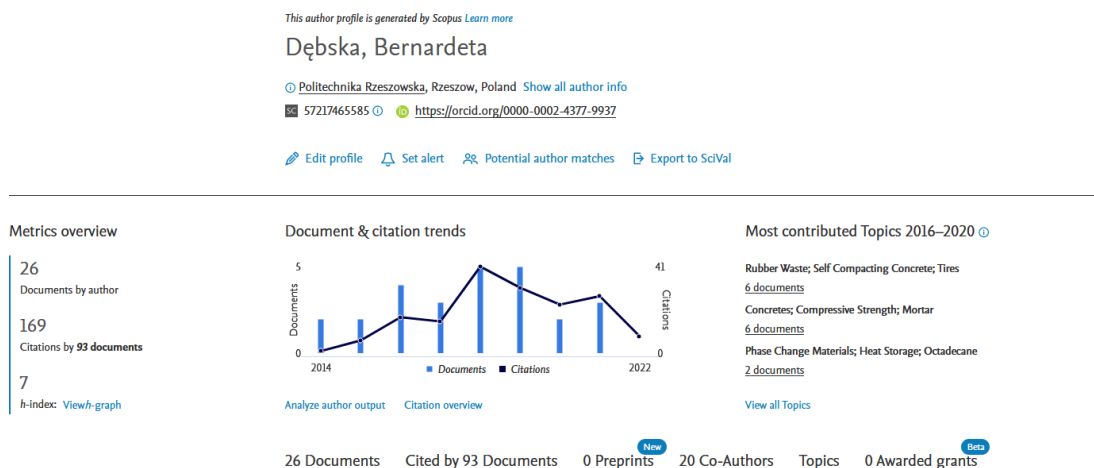 This author profile is generated by Scopus Learn more
Dębska, Bernardeta
Politechnika Rzeszowska, Rzeszow, Poland Show all author info
SC 57217465585 iD https://orcid.org/0000-0002-4377-9937
Edit profile Set alert Potential author matches Export to SciVal
Metrics overview
26
Documents by author
169
Citations by 93 documents
7
h-index: Viewh-graph
Document & citation trends
5 41
Documents Citations
0 0
2014 2022
Documents Citations
Analyze author output Citation overview
Most contributed Topics 2016–2020
Rubber Waste; Self Compacting Concrete; Tires
6 documents
Concretes; Compressive Strength; Mortar
6 documents
Phase Change Materials; Heat Storage; Octadecane
2 documents
View all Topics
New Beta
26 Documents Cited by 93 Documents 0 Preprints 20 Co-Authors Topics 0 Awarded grants